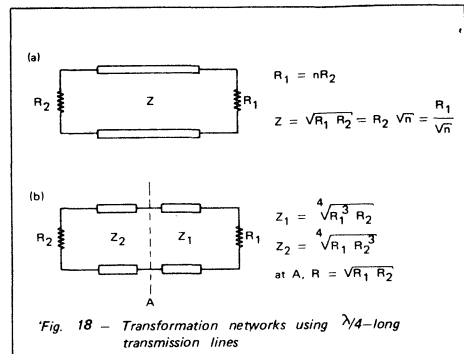 (a)
R₂ Z R₁
R₁ = nR₂
Z = √(R₁ R₂) = R₂ √n = R₁/√n
(b)
R₂ Z₂ Z₁ R₁
Z₁ = ⁴√(R₁³ R₂)
Z₂ = ⁴√(R₁ R₂³)
at A, R = √(R₁ R₂)
A
Fig. 18 – Transformation networks using λ/4-long
transmission lines